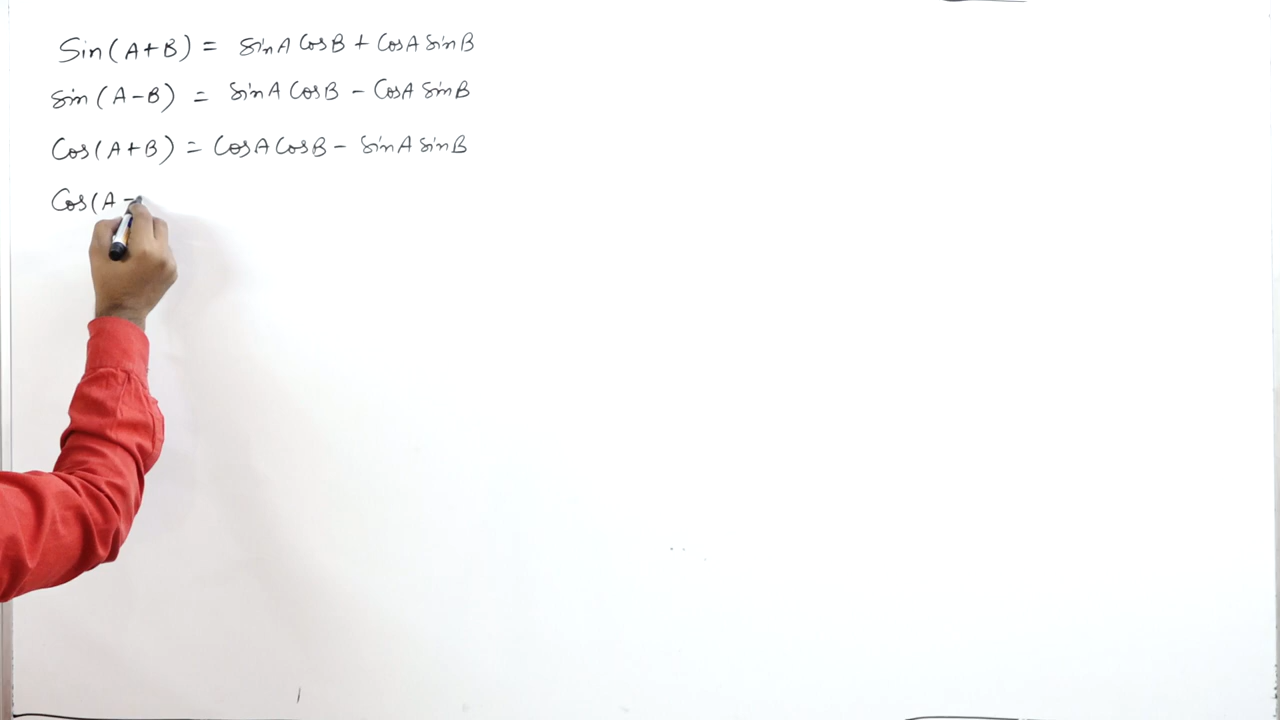 Sin(A+B) = SinA CosB + CosA SinB
Sin(A-B) = SinA CosB - CosA SinB
Cos(A+B) = CosA CosB - SinA SinB
Cos(A-